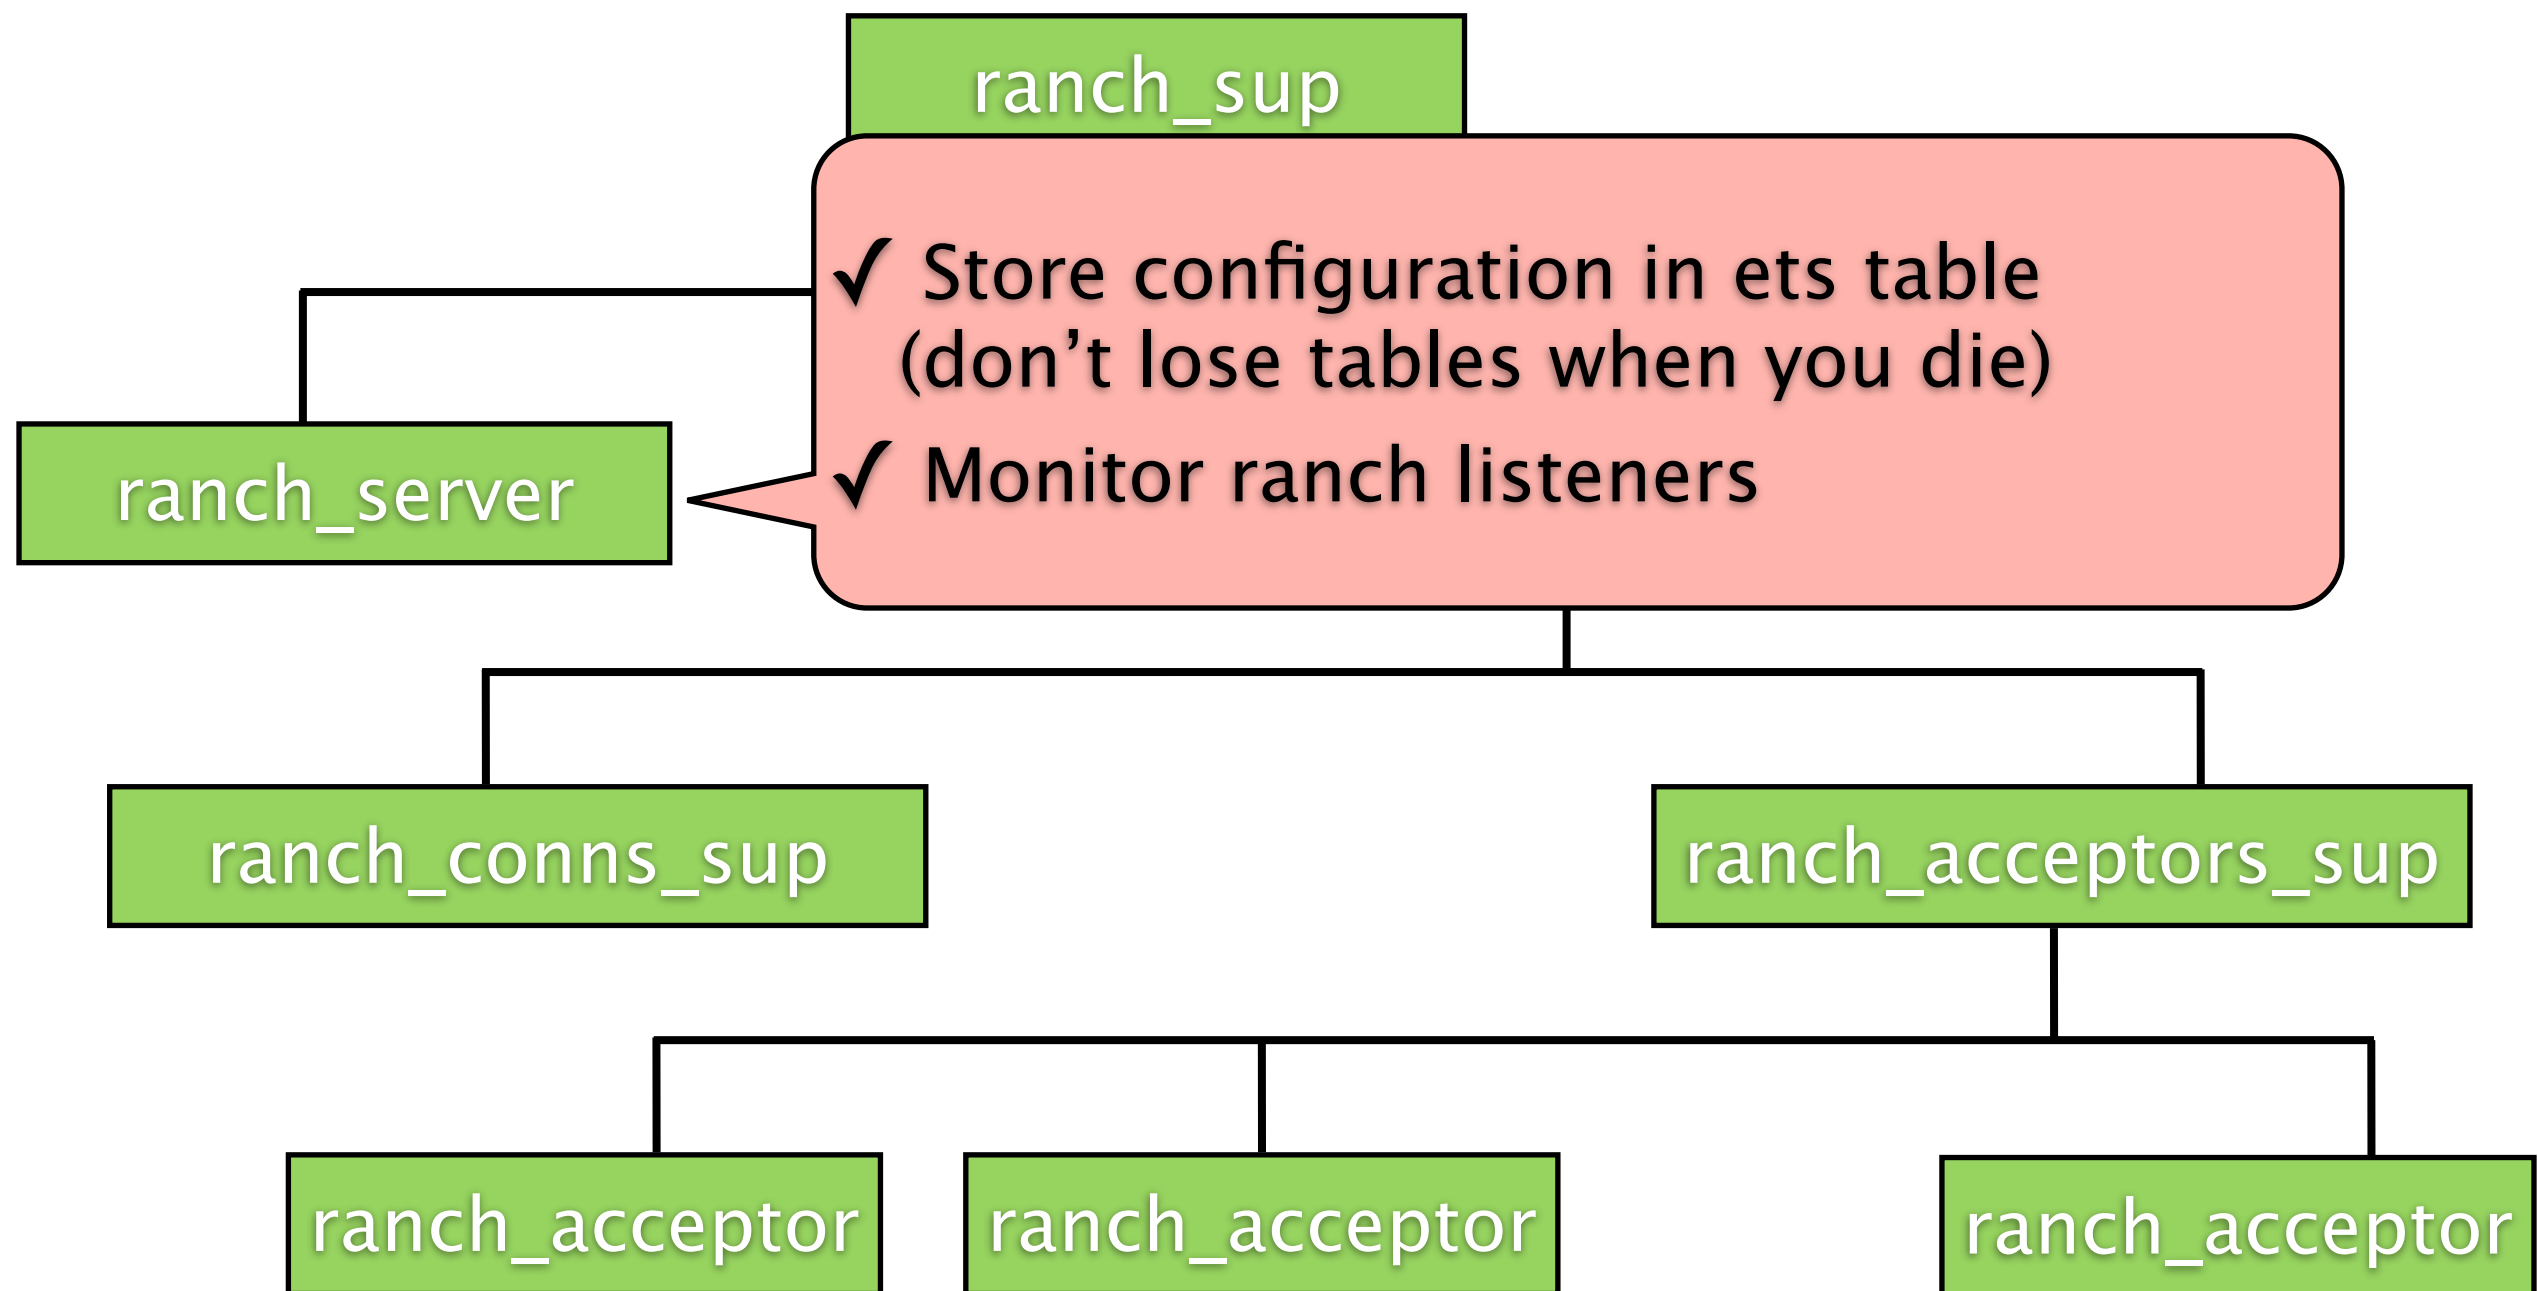 ranch_sup
✓ Store configuration in ets table
(don’t lose tables when you die)
✓ Monitor ranch listeners
ranch_server
ranch_conns_sup
ranch_acceptors_sup
ranch_acceptor
ranch_acceptor
ranch_acceptor